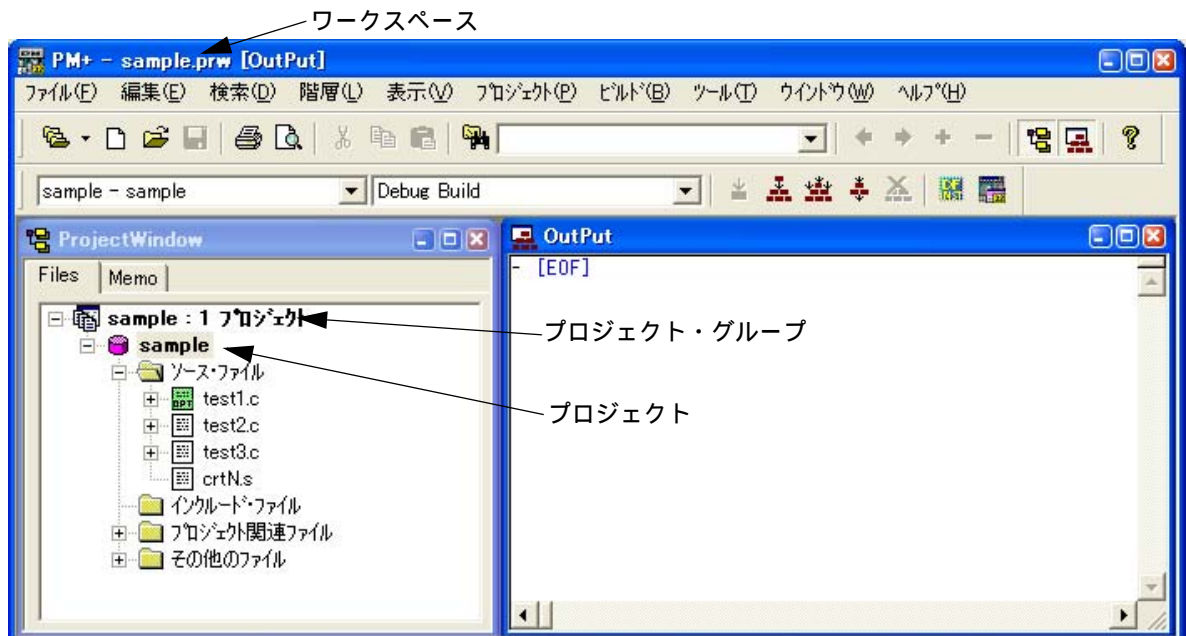 ワークスペース
PM+ - sample.prw [OutPut]
ファイル(F) 編集(E) 検索(D) 階層(L) 表示(V) プロジェクト(P) ビルド(B) ツール(T) ウインドウ(W) ヘルプ(H)
sample - sample Debug Build
ProjectWindow
OutPut
Files Memo
- [EOF]
sample : 1 プロジェクト
プロジェクト・グループ
sample
ソース・ファイル
test1.c
プロジェクト
test2.c
test3.c
crtN.s
インクルード・ファイル
プロジェクト関連ファイル
その他のファイル